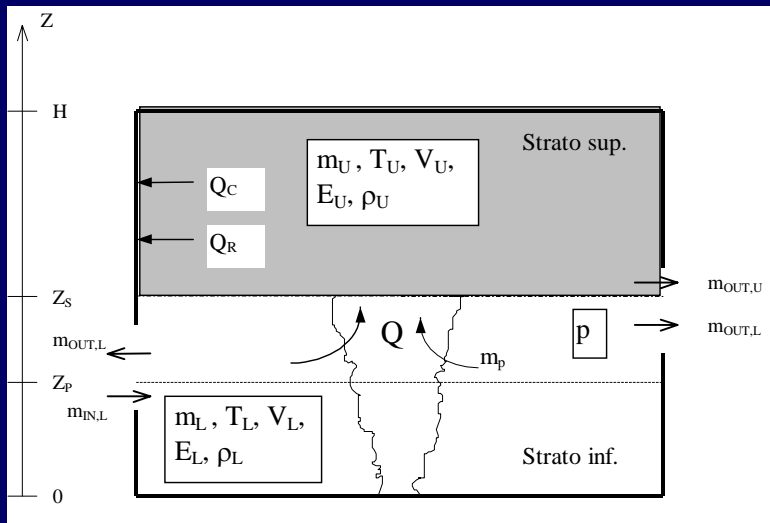 Z
H
m_U , T_U, V_U,
E_U, ρ_U
Strato sup.
Q_C
Q_R
m_OUT,U
Z_S
m_OUT,L
Q
p
m_OUT,L
m_p
Z_P
m_IN,L
m_L , T_L, V_L,
E_L, ρ_L
Strato inf.
0